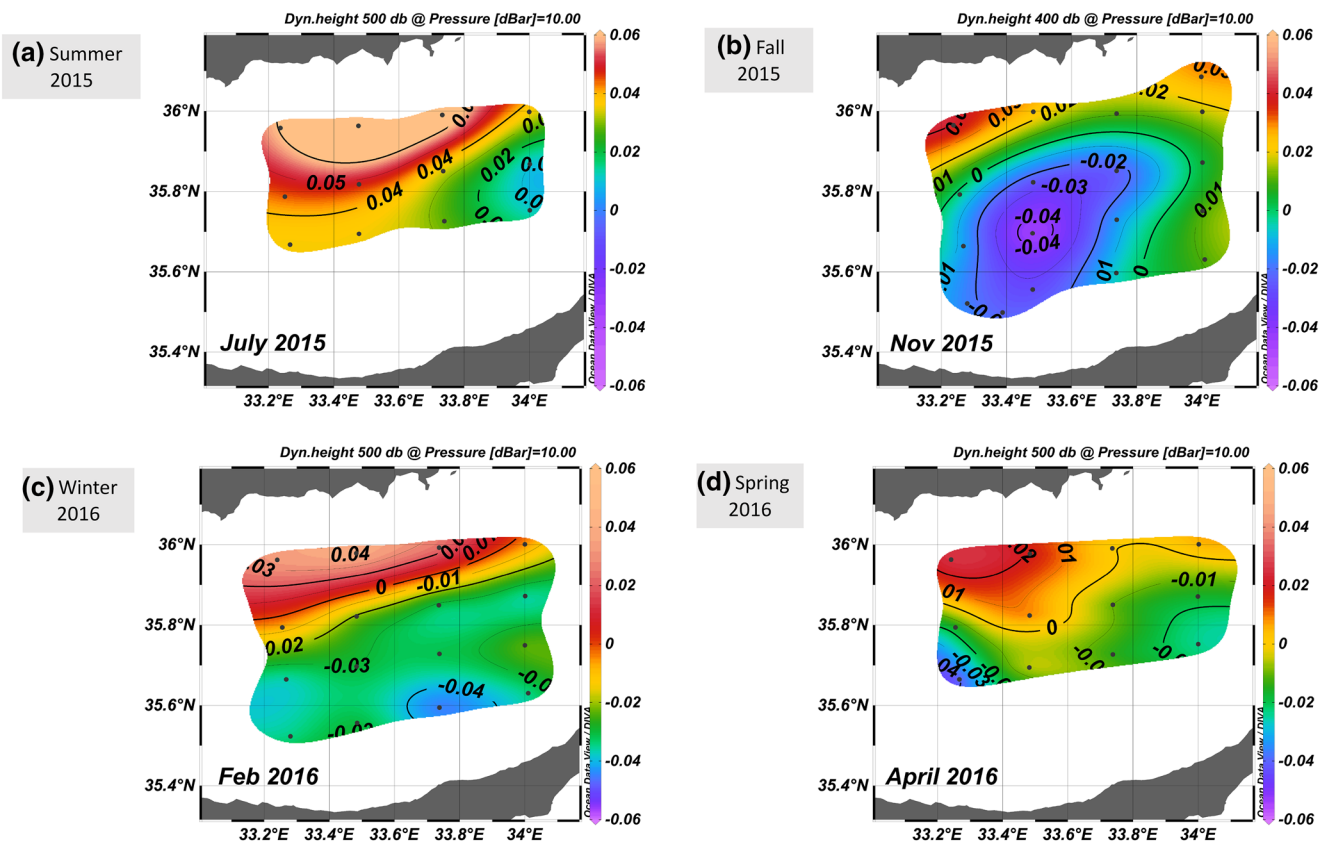 Dyn.height 500 db @ Pressure [dBar]=10.00
(a) Summer
2015
36°N
35.8°N
35.6°N
35.4°N
0.05
0.04
0.04
0.02
July 2015
33.2°E 33.4°E 33.6°E 33.8°E 34°E
0.06
0.04
0.02
0
-0.02
-0.04
-0.06
Ocean Data View / DIVA
Dyn.height 400 db @ Pressure [dBar]=10.00
(b) Fall
2015
36°N
35.8°N
35.6°N
35.4°N
0
-0.02
-0.03
-0.04
-0.04
0.01
0
Nov 2015
33.2°E 33.4°E 33.6°E 33.8°E 34°E
0.06
0.04
0.02
0
-0.02
-0.04
-0.06
Ocean Data View / DIVA
Dyn.height 500 db @ Pressure [dBar]=10.00
(c) Winter
2016
36°N
35.8°N
35.6°N
35.4°N
0.04
0
-0.01
-0.03
-0.04
Feb 2016
33.2°E 33.4°E 33.6°E 33.8°E 34°E
0.06
0.04
0.02
0
-0.02
-0.04
-0.06
Ocean Data View / DIVA
Dyn.height 500 db @ Pressure [dBar]=10.00
(d) Spring
2016
36°N
35.8°N
35.6°N
35.4°N
-0.01
0
April 2016
33.2°E 33.4°E 33.6°E 33.8°E 34°E
0.06
0.04
0.02
0
-0.02
-0.04
-0.06
Ocean Data View / DIVA